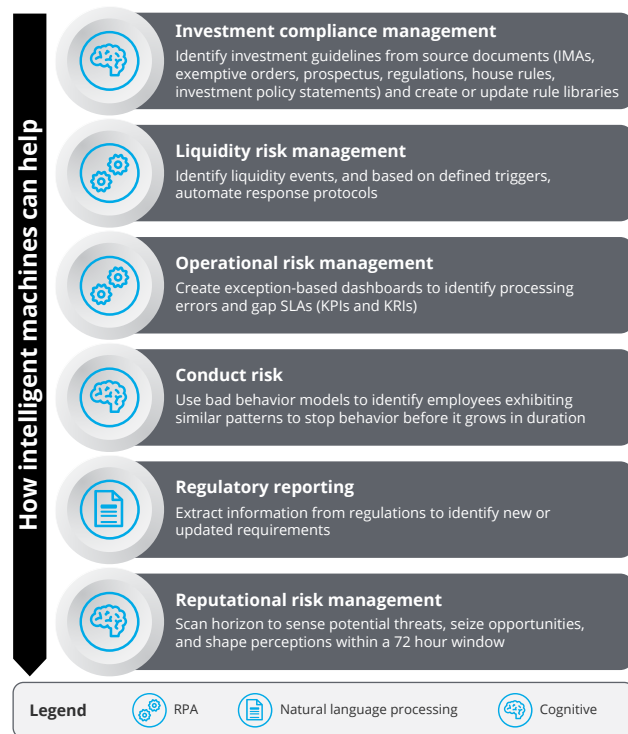 How intelligent machines can help
Investment compliance management
Identify investment guidelines from source documents (IMAs,
exemptive orders, prospectus, regulations, house rules,
investment policy statements) and create or update rule libraries
Liquidity risk management
Identify liquidity events, and based on defined triggers,
automate response protocols
Operational risk management
Create exception-based dashboards to identify processing
errors and gap SLAs (KPIs and KRIs)
Conduct risk
Use bad behavior models to identify employees exhibiting
similar patterns to stop behavior before it grows in duration
Regulatory reporting
Extract information from regulations to identify new or
updated requirements
Reputational risk management
Scan horizon to sense potential threats, seize opportunities,
and shape perceptions within a 72 hour window
Legend RPA Natural language processing Cognitive